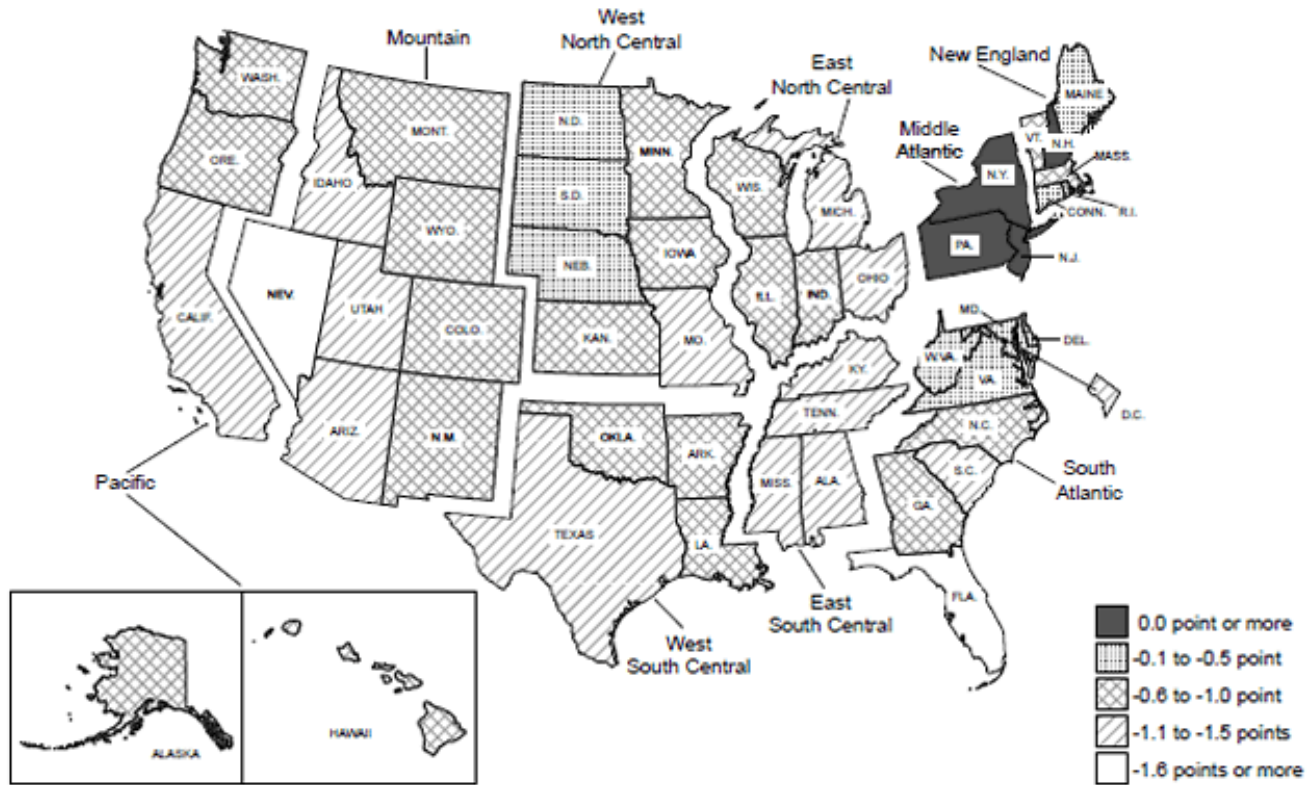 West
North Central
Mountain
New England
East
North Central
Middle
Atlantic
WASH.
MONT.
N.D.
MINN.
MAINE
VT.
N.H.
MASS.
ORE.
IDAHO
S.D.
WIS.
MICH.
N.Y.
CONN.
R.I.
WYO.
NEB.
IOWA
PA.
N.J.
NEV.
UTAH
COLO.
KAN.
MO.
ILL.
IND.
OHIO
CALIF.
MD.
DEL.
W.VA.
VA.
D.C.
KY.
TENN.
N.C.
ARIZ.
N.M.
OKLA.
ARK.
S.C.
South
Atlantic
Pacific
TEXAS
LA.
MISS.
ALA.
GA.
FLA.
East
South Central
West
South Central
ALASKA
HAWAII
0.0 point or more
-0.1 to -0.5 point
-0.6 to -1.0 point
-1.1 to -1.5 points
-1.6 points or more